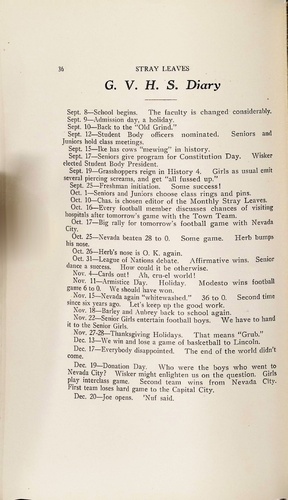 36 STRAY LEAVES
G. V. H. S. Diary
Sept. 8—School begins. The faculty is changed considerably.
Sept. 9—Admission day, a holiday.
Sept. 10—Back to the "Old Grind."
Sept. 12—Student Body officers nominated. Seniors and
Juniors hold class meetings.
Sept. 15—Ike has cows "mewing" in history.
Sept. 17—Seniors give program for Constitution Day. Wisker
elected Student Body President.
Sept. 19—Grasshoppers reign in History 4. Girls as usual emit
several piercing screams, and get "all fussed up."
Sept. 25—Freshman initiation. Some success!
Oct. 1—Seniors and Juniors choose class rings and pins.
Oct. 10—Chas. is chosen editor of the Monthly Stray Leaves.
Oct. 16—Every football member discusses chances of visiting
hospitals after tomorrow's game with the Town Team.
Oct. 17—Big rally for tomorrow's football game with Nevada
City.
Oct. 25—Nevada beaten 28 to 0. Some game. Herb bumps
his nose.
Oct. 26—Herb's nose is O. K. again.
Oct. 31—League of Nations debate. Affirmative wins. Senior
dance a success. How could it be otherwise.
Nov. 4—Cards out! Ah, cru-el world!
Nov. 11—Armistice Day. Holiday. Modesto wins football
game 6 to 0. We should have won.
Nov. 15—Nevada again "whitewashed." 36 to 0. Second time
since six years ago. Let's keep up the good work.
Nov. 18—Barley and Aubrey back to school again.
Nov. 22—Senior Girls entertain football boys. We have to hand
it to the Senior Girls.
Nov. 27-28—Thanksgiving Holidays. That means "Grub."
Dec. 13—We win and lose a game of basketball to Lincoln.
Dec. 17—Everybody disappointed. The end of the world didn't
come.
Dec. 19—Donation Day. Who were the boys who went to
Nevada City? Wisker might enlighten us on the question. Girls
play interclass game. Second team wins from Nevada City.
First team loses hard game to the Capital City.
Dec. 20—Joe opens. 'Nuf said.